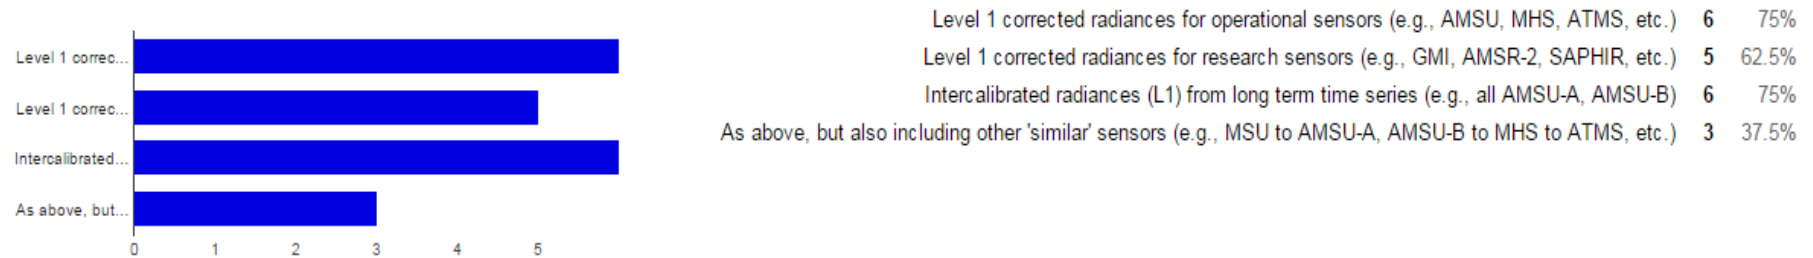 Level 1 correc...
Level 1 correc...
Intercalibrated...
As above, but...
0 1 2 3 4 5
Level 1 corrected radiances for operational sensors (e.g., AMSU, MHS, ATMS, etc.) 6 75%
Level 1 corrected radiances for research sensors (e.g., GMI, AMSR-2, SAPHIR, etc.) 5 62.5%
Intercalibrated radiances (L1) from long term time series (e.g., all AMSU-A, AMSU-B) 6 75%
As above, but also including other 'similar' sensors (e.g., MSU to AMSU-A, AMSU-B to MHS to ATMS, etc.) 3 37.5%